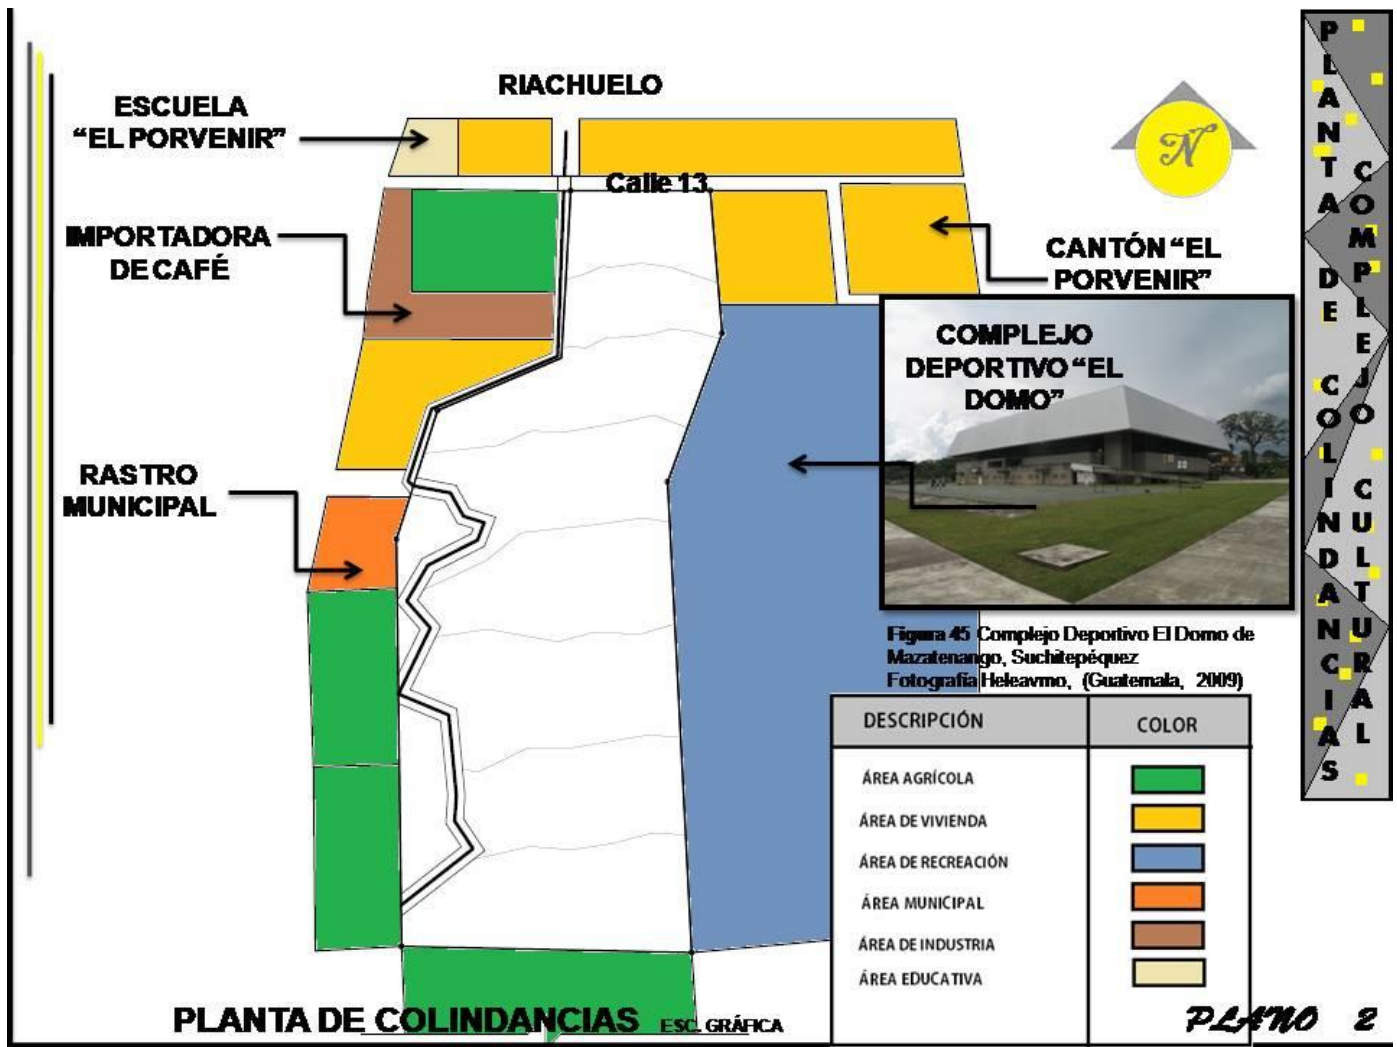 RIACHUELO
ESCUELA
“EL PORVENIR”
N
Calle 13
IMPORTADORA
DE CAFÉ
CANTÓN “EL
PORVENIR”
COMPLEJO
DEPORTIVO “EL
DOMO”
RASTRO
MUNICIPAL
Figura 45 Complejo Deportivo El Domo de
Mazatenango, Suchitepéquez
Fotografía Heleavmo, (Guatemala, 2009)
DESCRIPCIÓN COLOR
ÁREA AGRÍCOLA
ÁREA DE VIVIENDA
ÁREA DE RECREACIÓN
ÁREA MUNICIPAL
ÁREA DE INDUSTRIA
ÁREA EDUCATIVA
PLANTA DE COLINDANCIAS ESC. GRÁFICA
PLANO 2
PLANTA DE COLINDANCIAS
COMPLEJO CULTURAL